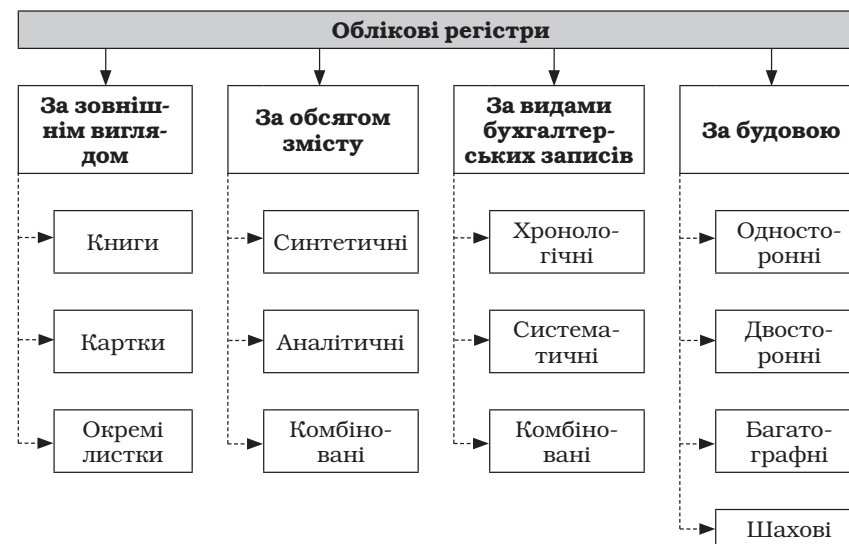 Облікові регістри
За зовніш-
нім вигля-
дом
Книги
Картки
Окремі
листки
За обсягом
змісту
Синтетичні
Аналітичні
Комбіно-
вані
За видами
бухгалтер-
ських записів
Хроноло-
гічні
Система-
тичні
Комбіно-
вані
За будовою
Односто-
ронні
Двосто-
ронні
Багато-
графні
Шахові